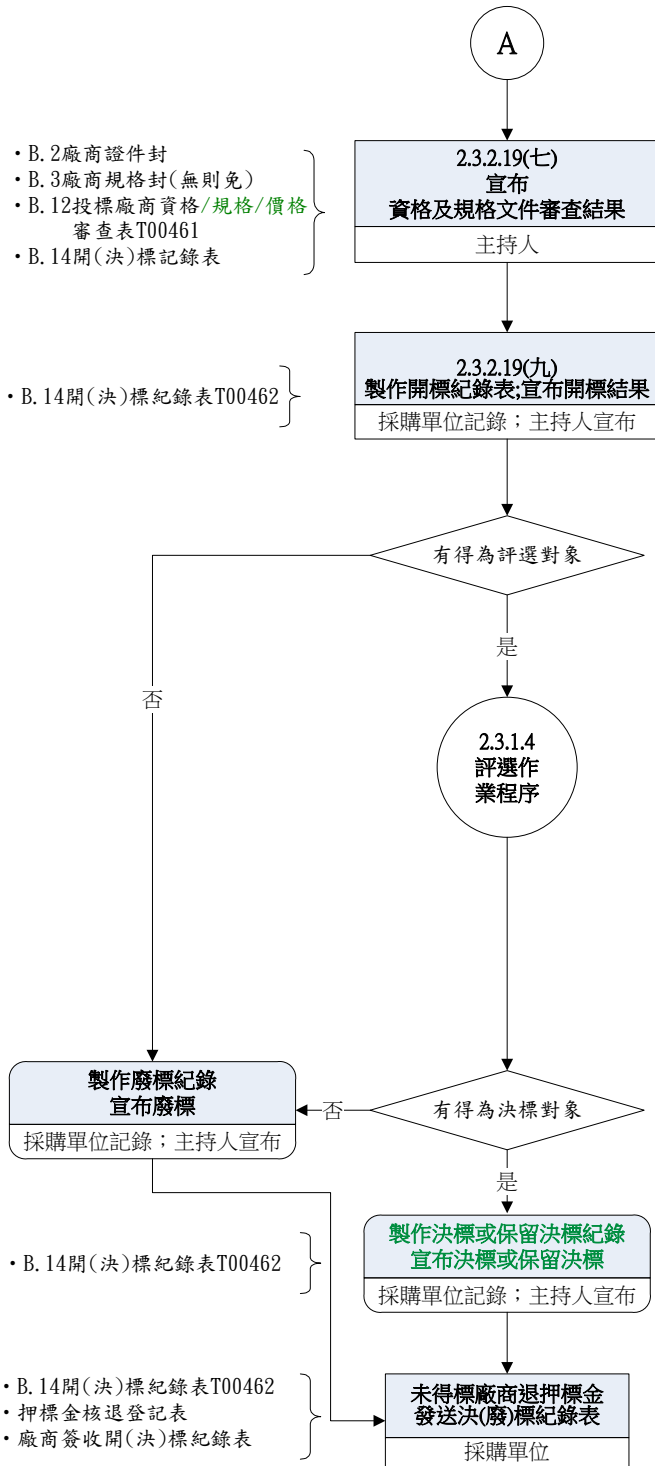 A
・B.2廠商證件封
・B.3廠商規格封(無則免)
・B.12投標廠商資格/規格/價格
審查表T00461
・B.14開(決)標記錄表
2.3.2.19(七)
宣布
資格及規格文件審查結果
主持人
・B.14開(決)標紀錄表T00462
2.3.2.19(九)
製作開標紀錄表;宣布開標結果
採購單位記錄；主持人宣布
有得為評選對象
是
否
2.3.1.4
評選作
業程序
製作廢標紀錄
宣布廢標
採購單位記錄；主持人宣布
否
有得為決標對象
是
・B.14開(決)標紀錄表T00462
製作決標或保留決標紀錄
宣布決標或保留決標
採購單位記錄；主持人宣布
・B.14開(決)標紀錄表T00462
・押標金核退登記表
・廠商簽收開(決)標紀錄表
未得標廠商退押標金
發送決(廢)標紀錄表
採購單位